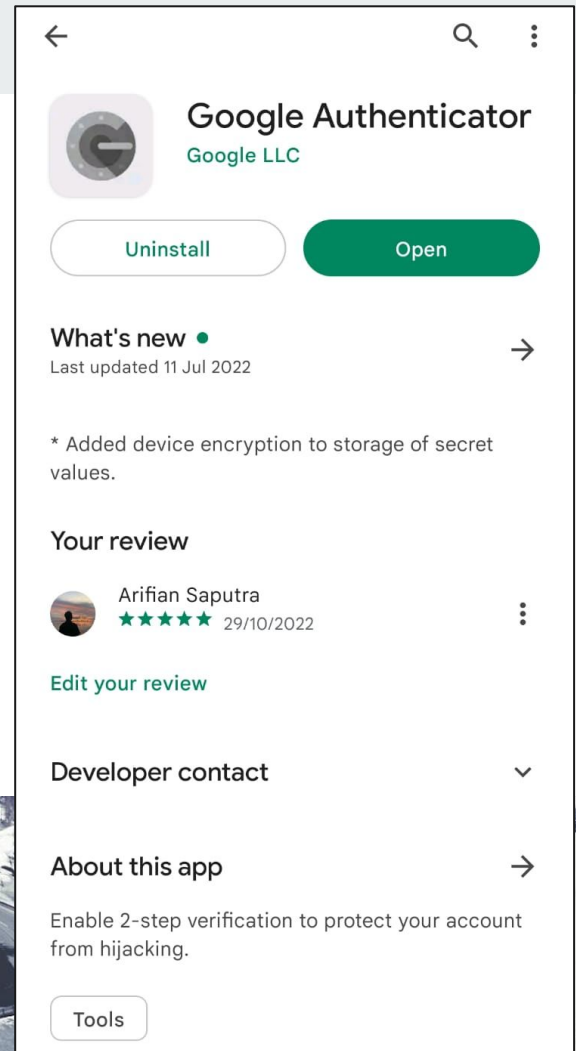 Google Authenticator
Google LLC
Uninstall
Open
What's new
Last updated 11 Jul 2022
* Added device encryption to storage of secret
values.
Your review
Arifian Saputra
29/10/2022
Edit your review
Developer contact
About this app
Enable 2-step verification to protect your account
from hijacking.
Tools